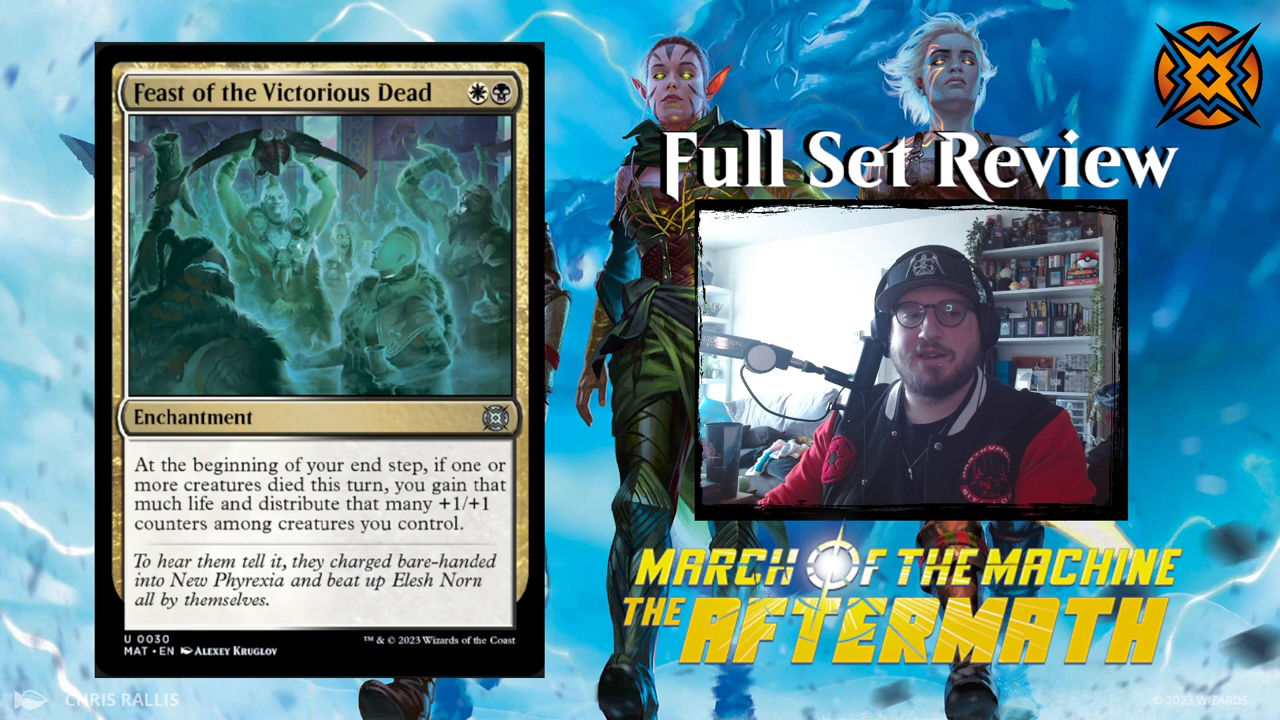 Feast of the Victorious Dead
Enchantment
At the beginning of your end step, if one or
more creatures died this turn, you gain that
much life and distribute that many +1/+1
counters among creatures you control.
To hear them tell it, they charged bare-handed
into New Phyrexia and beat up Elesh Norn
all by themselves.
U 0030
MAT • EN ALEXEY KRUGLOV
™ & © 2023 Wizards of the Coast
Full Set Review
MARCH OF THE MACHINE
THE AFTERMATH
CHRIS RALLIS
© 2023 WIZARDS